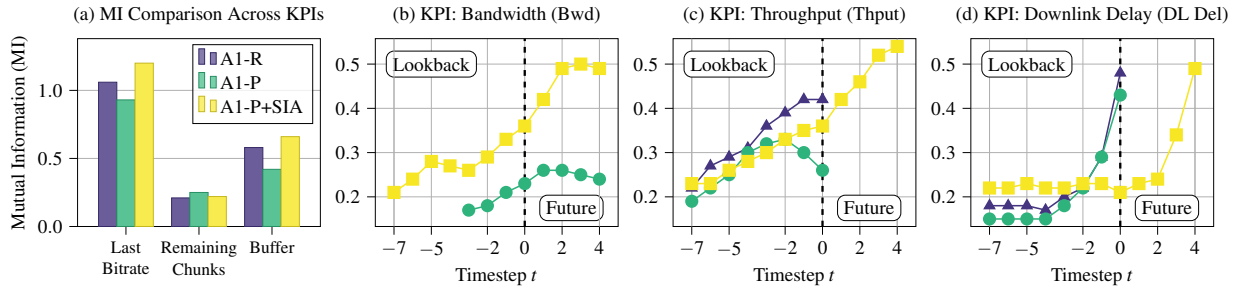 (a) MI Comparison Across KPIs
Mutual Information (MI)
1.0
0.5
0.0
A1-R
A1-P
A1-P+SIA
Last
Bitrate
Remaining
Chunks
Buffer
(b) KPI: Bandwidth (Bwd)
0.5
0.4
0.3
0.2
Lookback
Future
−7
−5
−2
0
2
4
Timestep t
(c) KPI: Throughput (Thput)
0.5
0.4
0.3
0.2
Lookback
Future
−7
−5
−2
0
2
4
Timestep t
(d) KPI: Downlink Delay (DL Del)
0.5
0.4
0.3
0.2
Lookback
Future
−7
−5
−2
0
2
4
Timestep t